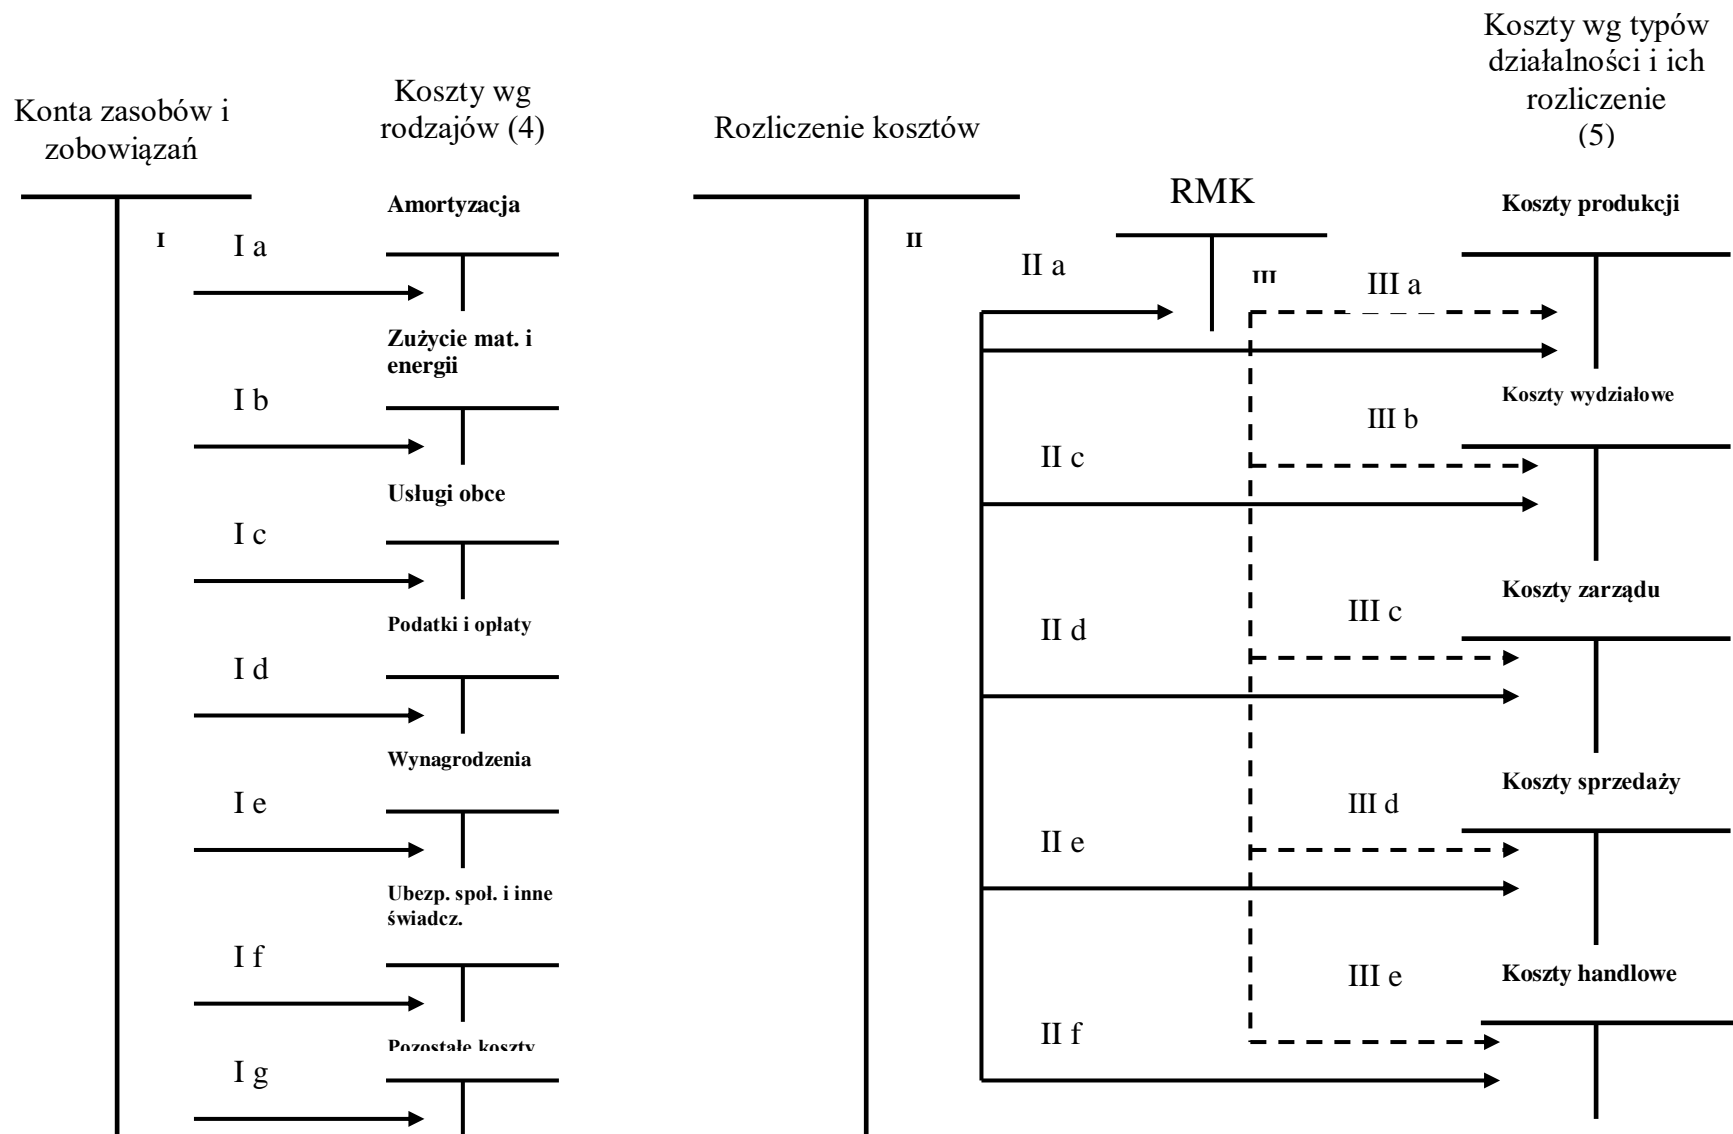 Konta zasobów i
zobowiązań
Koszty wg
rodzajów (4)
Rozliczenie kosztów
Koszty wg typów
działalności i ich
rozliczenie
(5)
I
I a
Amortyzacja
I b
Zużycie mat. i
energii
I c
Usługi obce
I d
Podatki i opłaty
I e
Wynagrodzenia
I f
Ubezp. społ. i inne
świadcz.
I g
Pozostałe koszty
II
II a
RMK
III
III a
Koszty produkcji
II c
III b
Koszty wydziałowe
II d
III c
Koszty zarządu
II e
III d
Koszty sprzedaży
II f
III e
Koszty handlowe